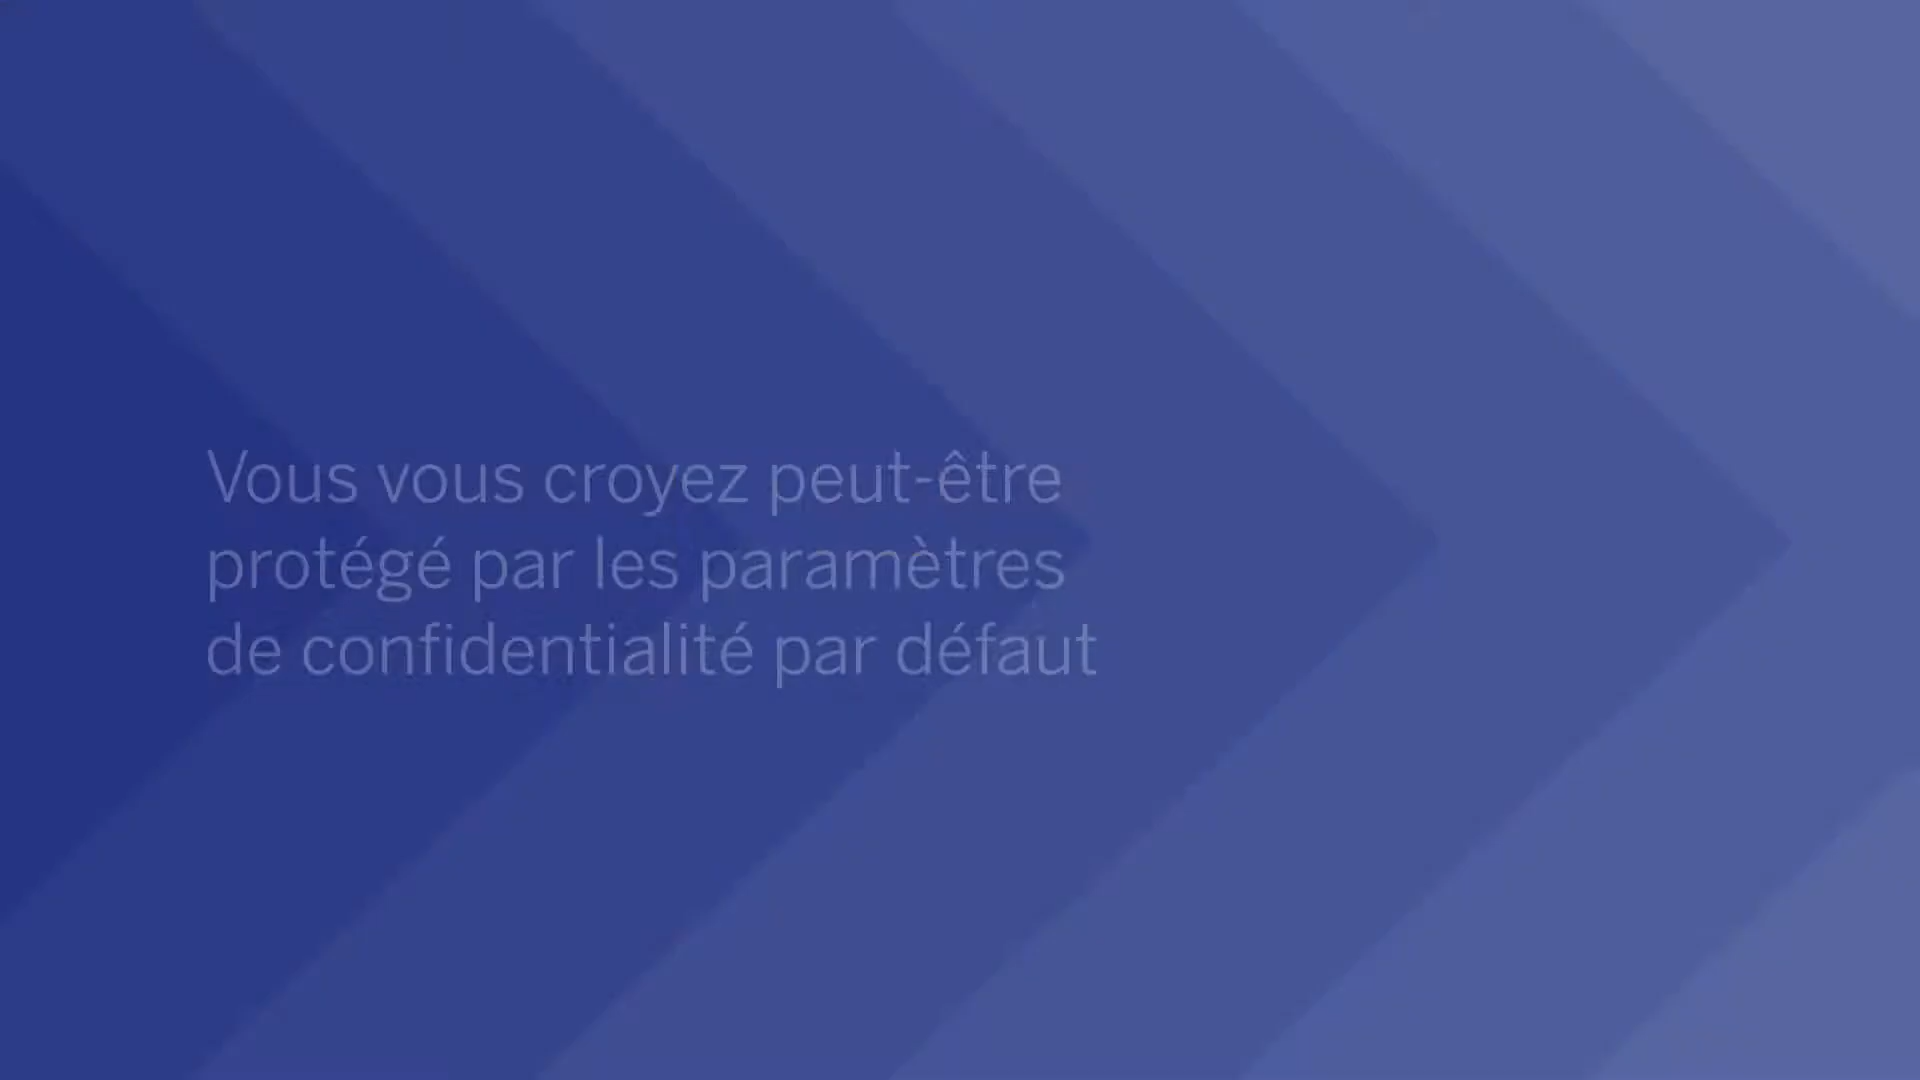 Vous vous croyez peut-être
protégé par les paramètres
de confidentialité par défaut